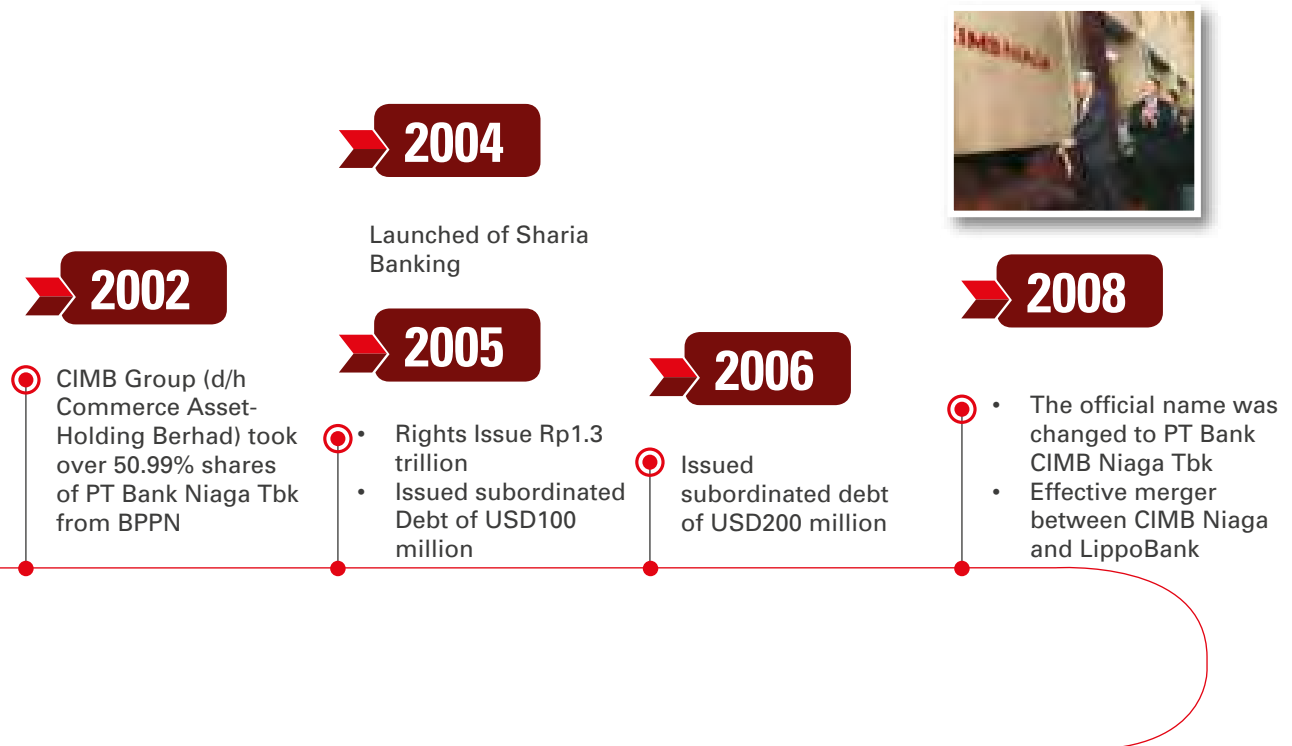 2002
CIMB Group (d/h
Commerce Asset-
Holding Berhad) took
over 50.99% shares
of PT Bank Niaga Tbk
from BPPN
2004
Launched of Sharia
Banking
2005
• Rights Issue Rp1.3
trillion
• Issued subordinated
Debt of USD100
million
2006
Issued
subordinated debt
of USD200 million
CIMB NIAGA
2008
• The official name was
changed to PT Bank
CIMB Niaga Tbk
• Effective merger
between CIMB Niaga
and LippoBank